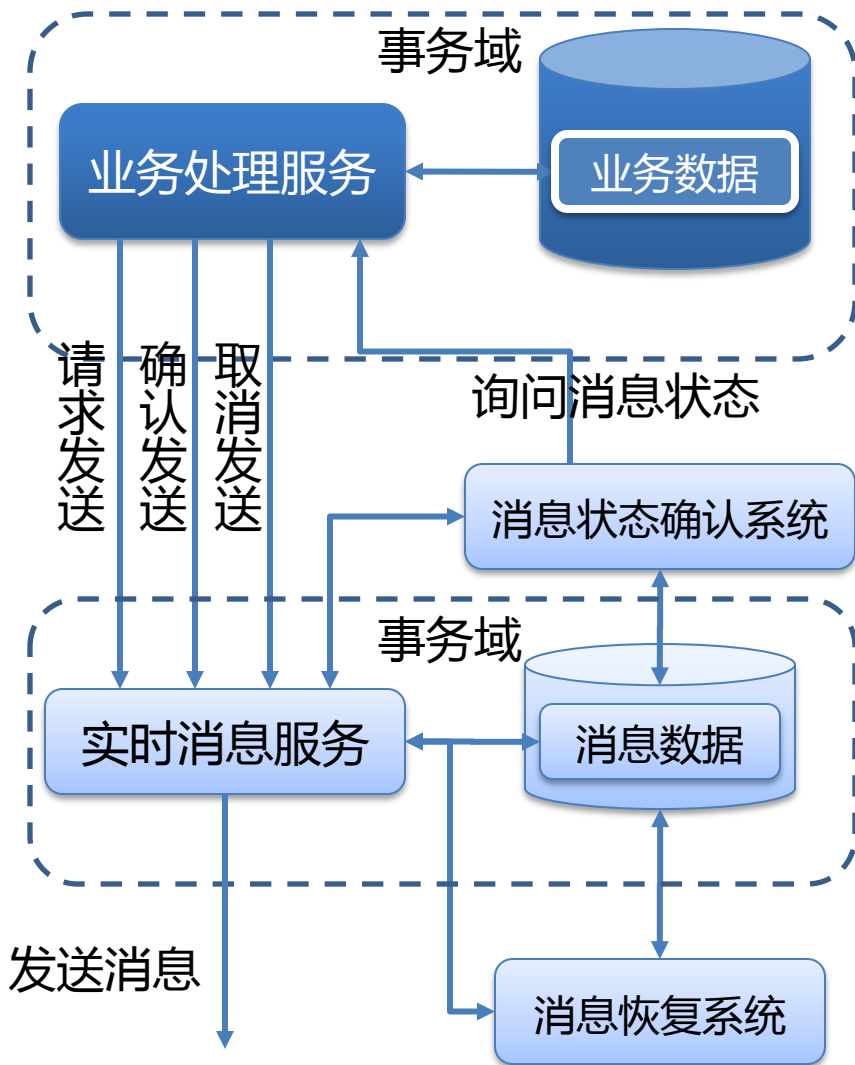 事务域
业务处理服务
业务数据
请求发送
确认发送
取消发送
询问消息状态
消息状态确认系统
事务域
实时消息服务
消息数据
发送消息
消息恢复系统